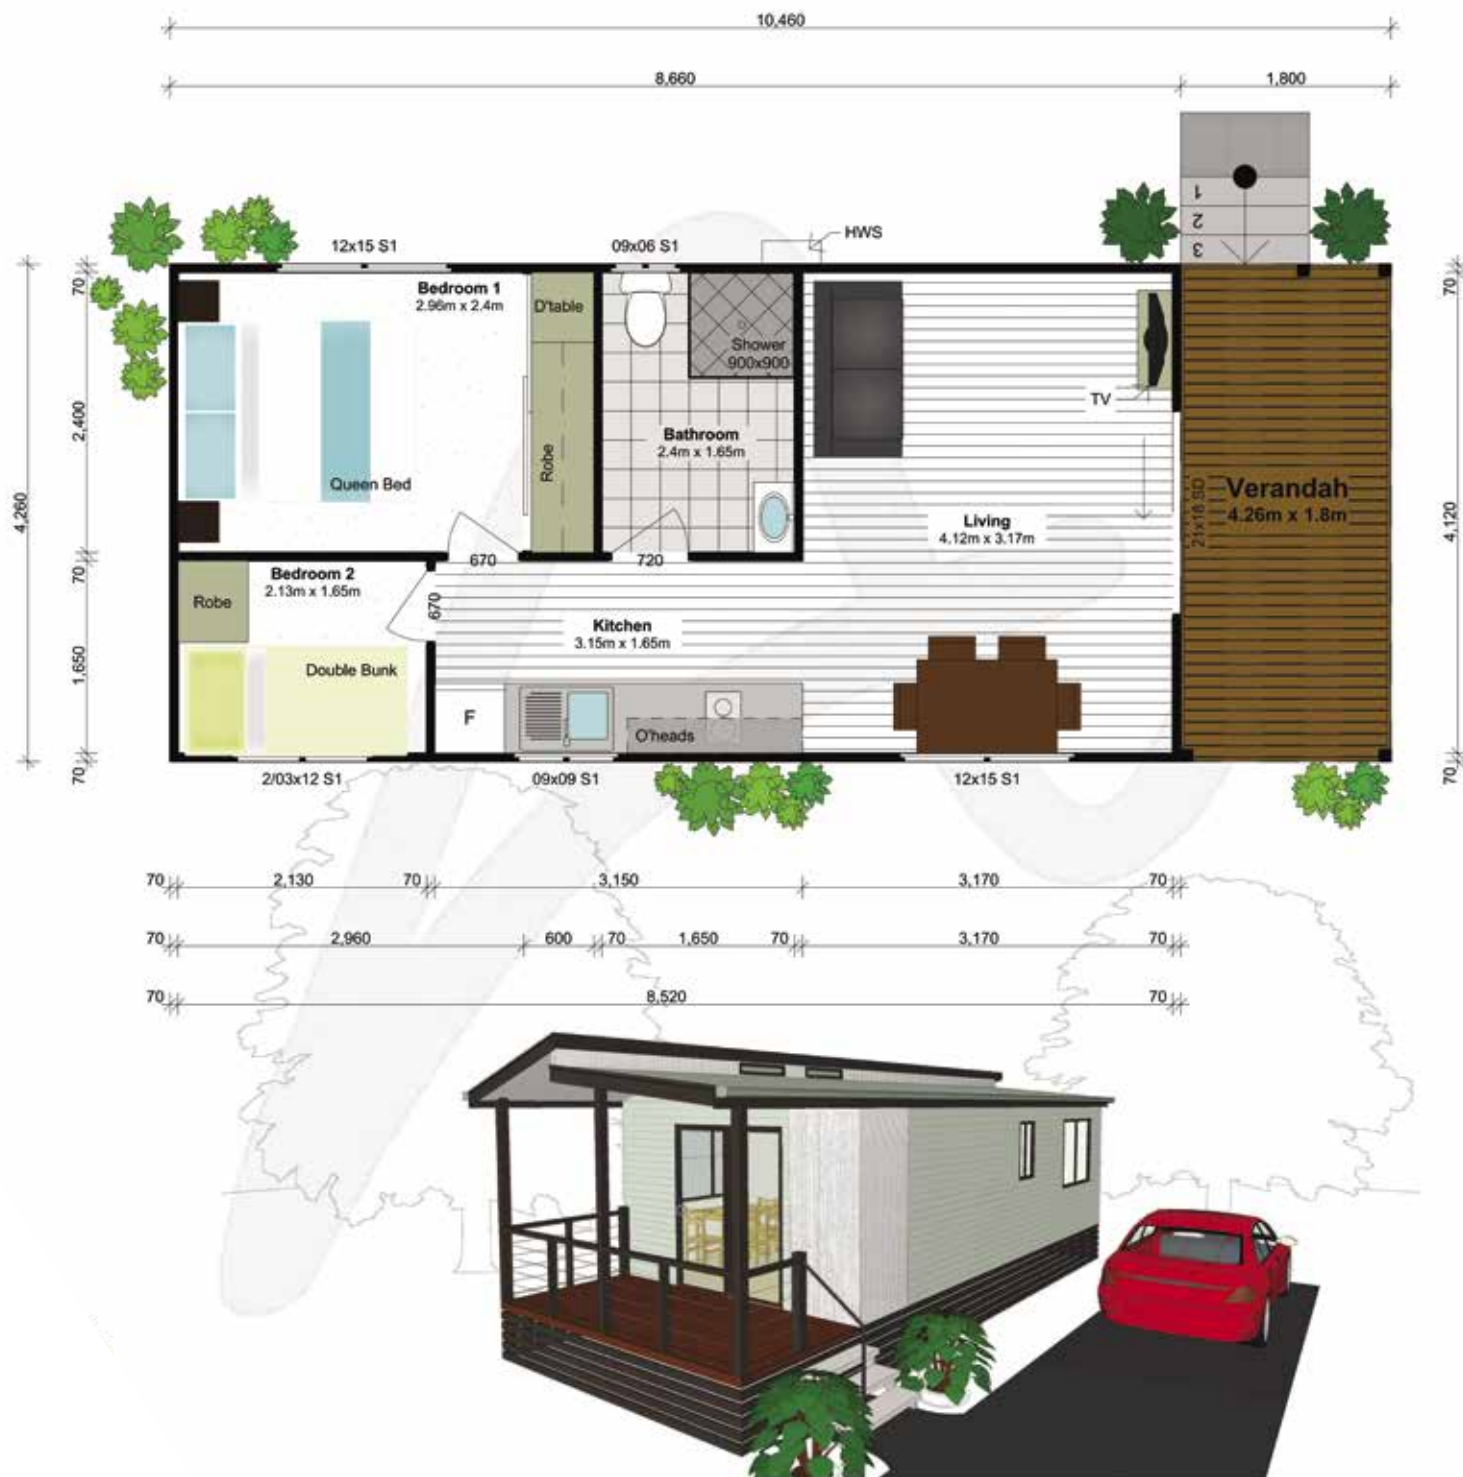 10,460
8,660
1,800
1
2
3
HWS
12x15 S1
09x06 S1
70
2,400
70
1,650
70
4,260
70
4,120
70
Bedroom 1
2.96m x 2.4m
D'table
Robe
Queen Bed
Shower
900x900
Bathroom
2.4m x 1.65m
TV
Living
4.12m x 3.17m
21x18 SD
Verandah
4.26m x 1.8m
670
720
Bedroom 2
2.13m x 1.65m
Robe
670
Kitchen
3.15m x 1.65m
Double Bunk
F
O'heads
2/03x12 S1
09x09 S1
12x15 S1
70 2,130 70 3,150 3,170 70
70 2,960 600 70 1,650 70 3,170 70
70 8,520 70